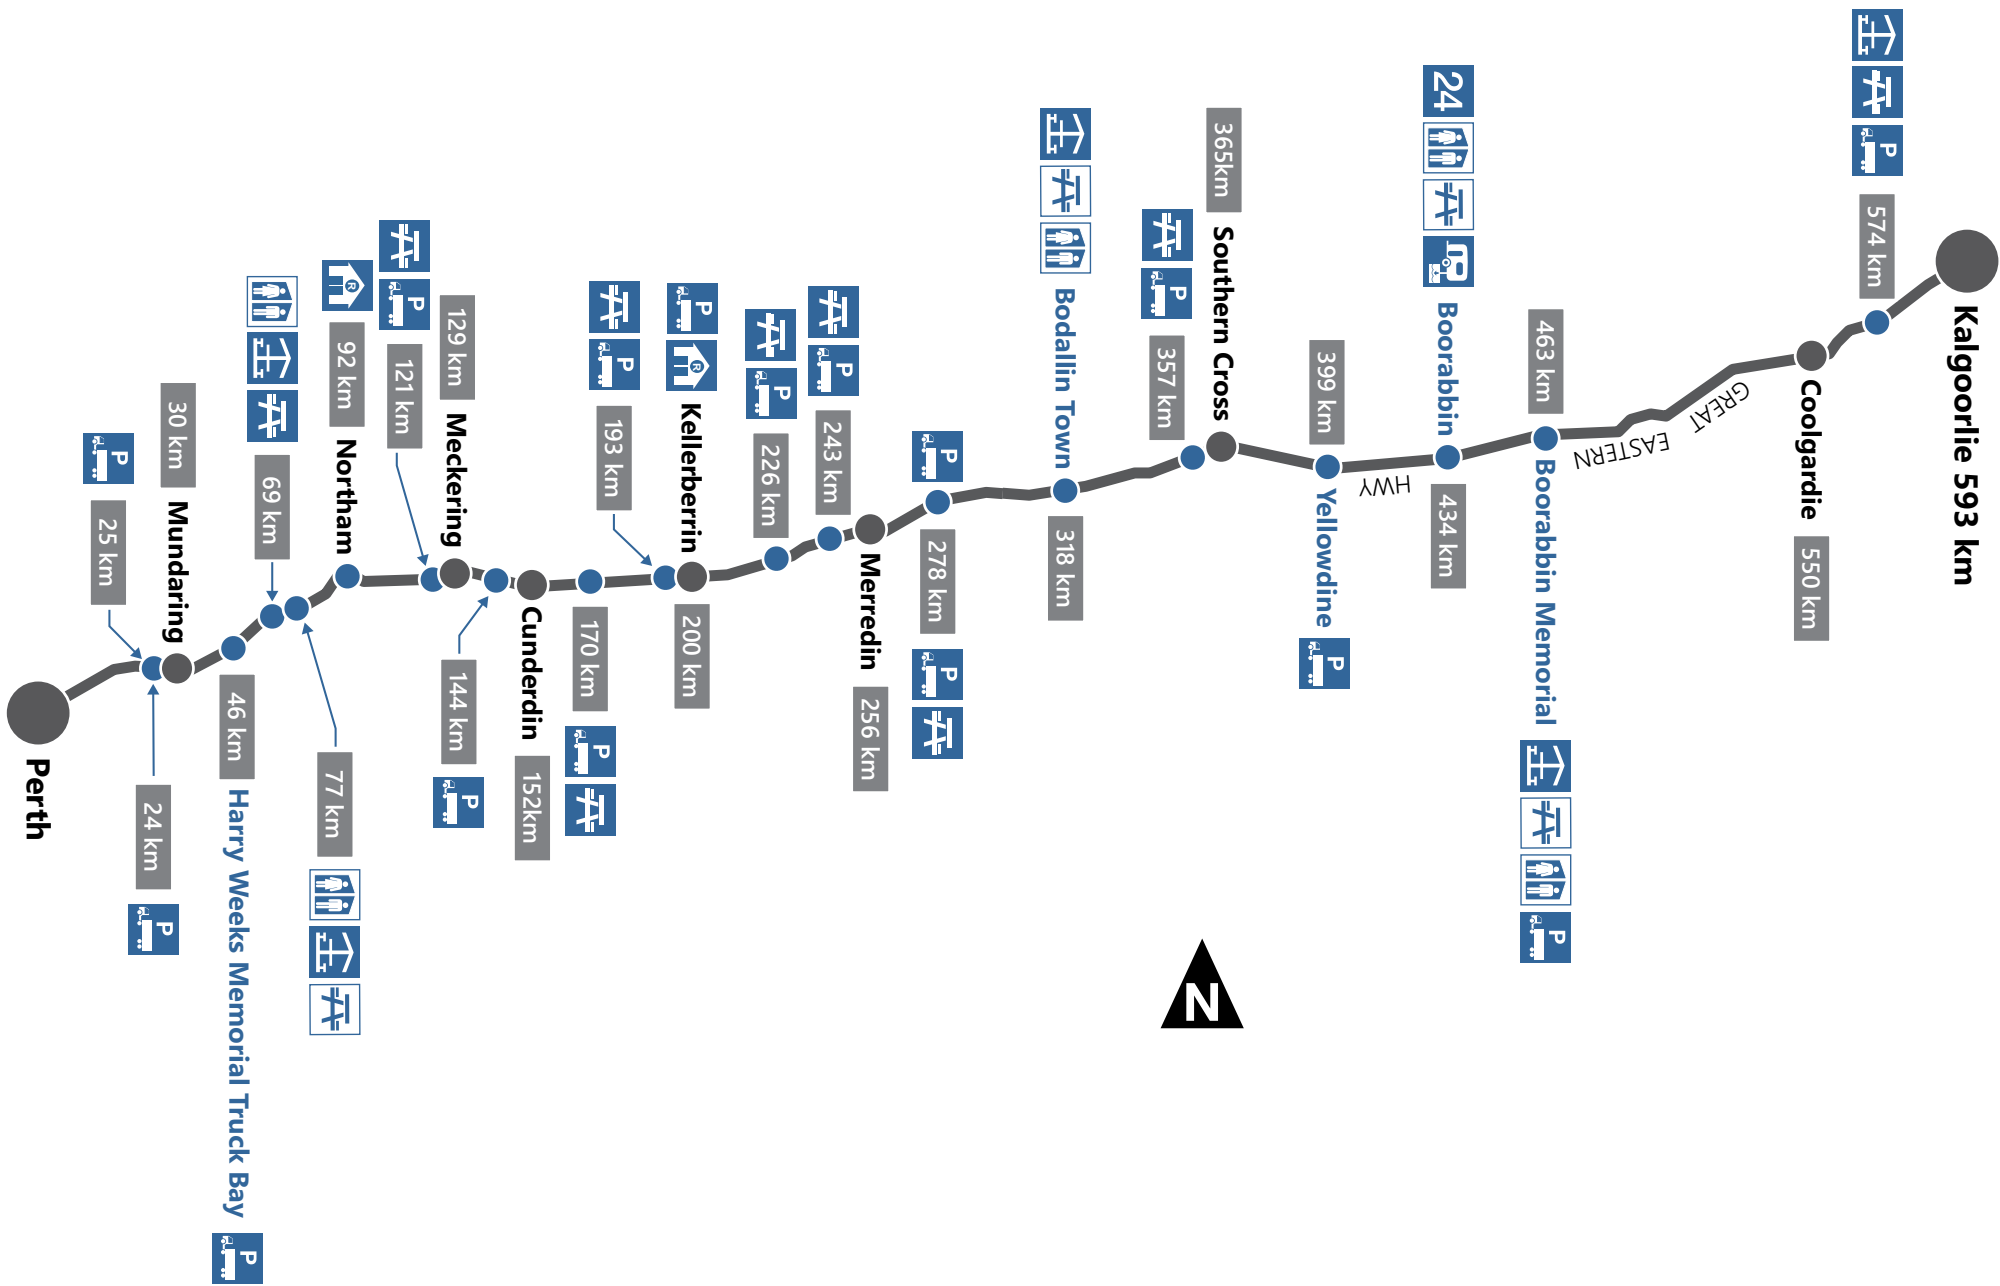 Perth
P
25 km
P
24 km
30 km
Mundaring
46 km
Harry Weeks Memorial Truck Bay
P
69 km
77 km
R
92 km
Northam
P
121 km
129 km
Meckering
144 km
P
Cunderdin
152km
170 km
P
P
193 km
P
R
Kellerberrin
200 km
P
226 km
P
243 km
Merredin
256 km
P
278 km
P
Bodallin Town
318 km
P
357 km
365km
Southern Cross
399 km
Yellowdine
P
24
Boorabbin
434 km
463 km
Boorabbin Memorial
P
GREAT
EASTERN
HWY
Coolgardie
550 km
P
574 km
Kalgoorlie 593 km
N